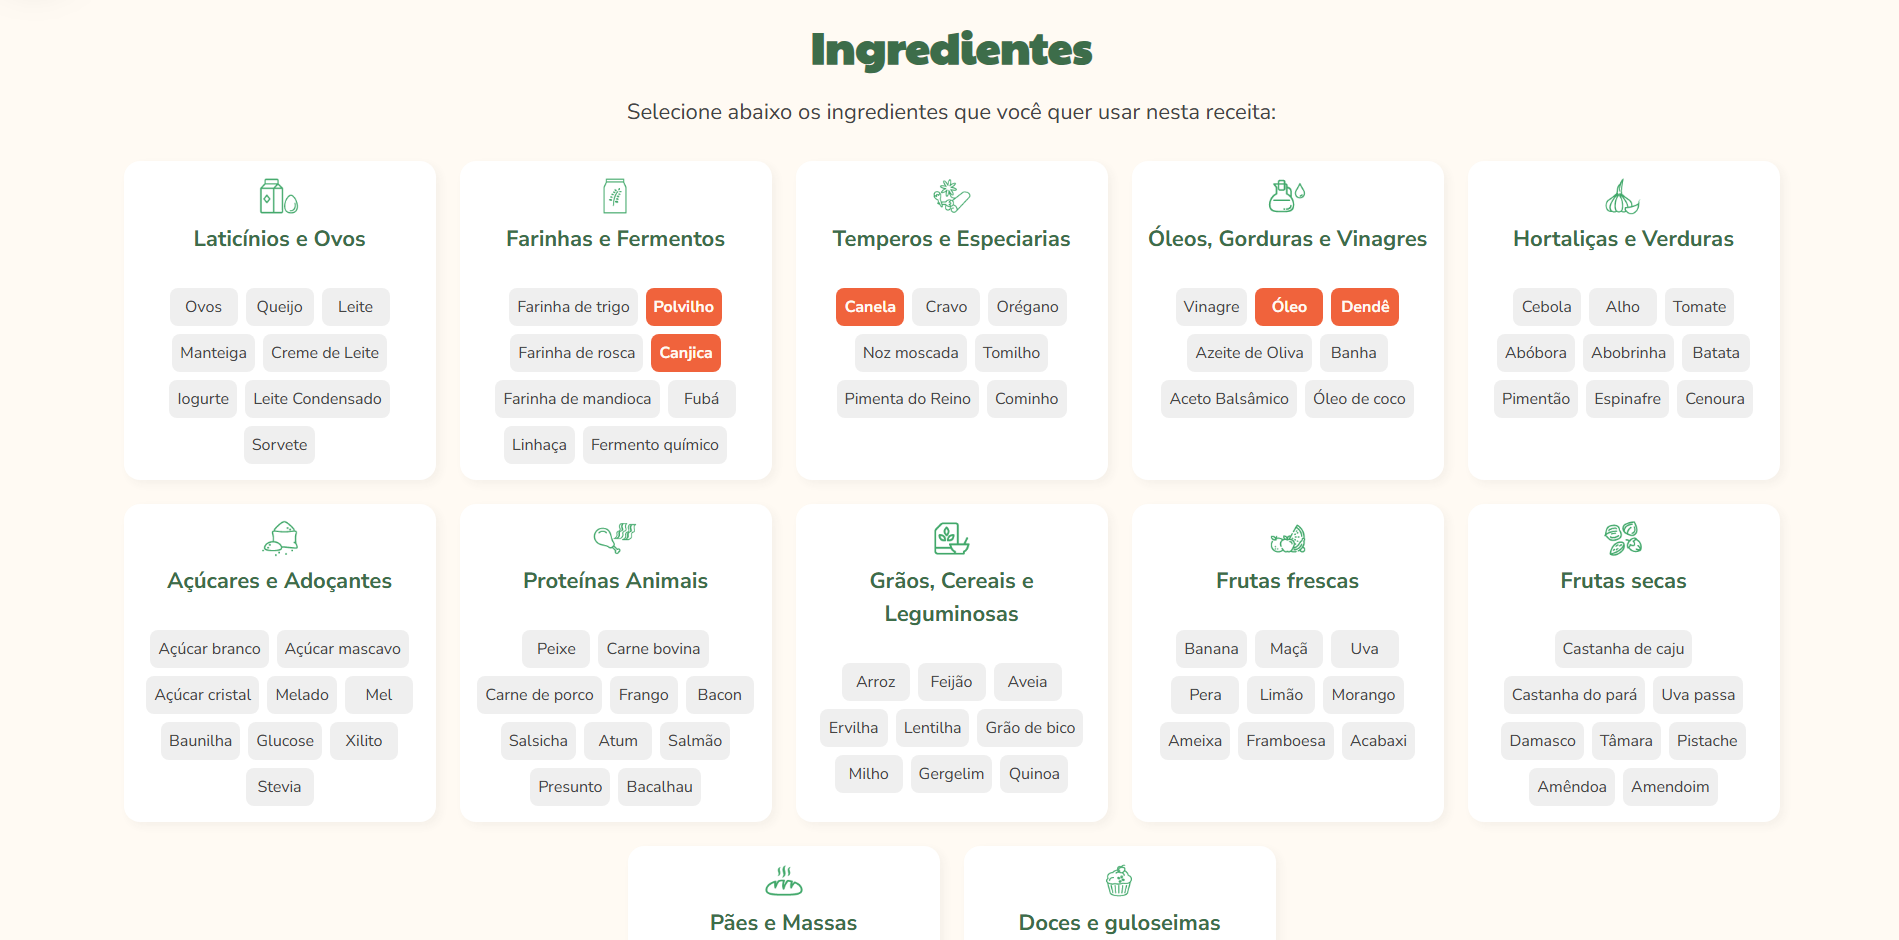 Ingredientes
Selecione abaixo os ingredientes que você quer usar nesta receita:
Laticínios e Ovos
Ovos Queijo Leite
Manteiga Creme de Leite
Iogurte Leite Condensado
Sorvete
Farinhas e Fermentos
Farinha de trigo Polvilho
Farinha de rosca Canjica
Farinha de mandioca Fubá
Linhaça Fermento químico
Temperos e Especiarias
Canela Cravo Orégano
Noz moscada Tomilho
Pimenta do Reino Cominho
Óleos, Gorduras e Vinagres
Vinagre Óleo Dendê
Azeite de Oliva Banha
Aceto Balsâmico Óleo de coco
Hortaliças e Verduras
Cebola Alho Tomate
Abóbora Abobrinha Batata
Pimentão Espinafre Cenoura
Açúcares e Adoçantes
Açúcar branco Açúcar mascavo
Açúcar cristal Melado Mel
Baunilha Glucose Xilito
Stevia
Proteínas Animais
Peixe Carne bovina
Carne de porco Frango Bacon
Salsicha Atum Salmão
Presunto Bacalhau
Grãos, Cereais e
Leguminosas
Arroz Feijão Aveia
Ervilha Lentilha Grão de bico
Milho Gergelim Quinoa
Frutas frescas
Banana Maçã Uva
Pera Limão Morango
Ameixa Framboesa Acabaxi
Frutas secas
Castanha de caju
Castanha do pará Uva passa
Damasco Tâmara Pistache
Amêndoa Amendoim
Pães e Massas
Doces e guloseimas